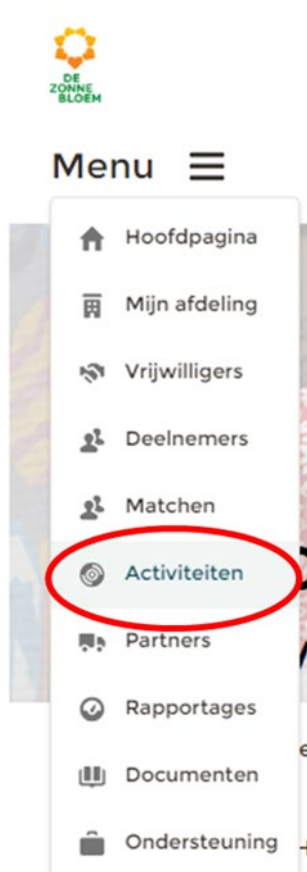 DE
ZONNE
BLOEM
Menu
Hoofdpagina
Mijn afdeling
Vrijwilligers
Deelnemers
Matchen
Activiteiten
Partners
Rapportages
Documenten
Ondersteuning